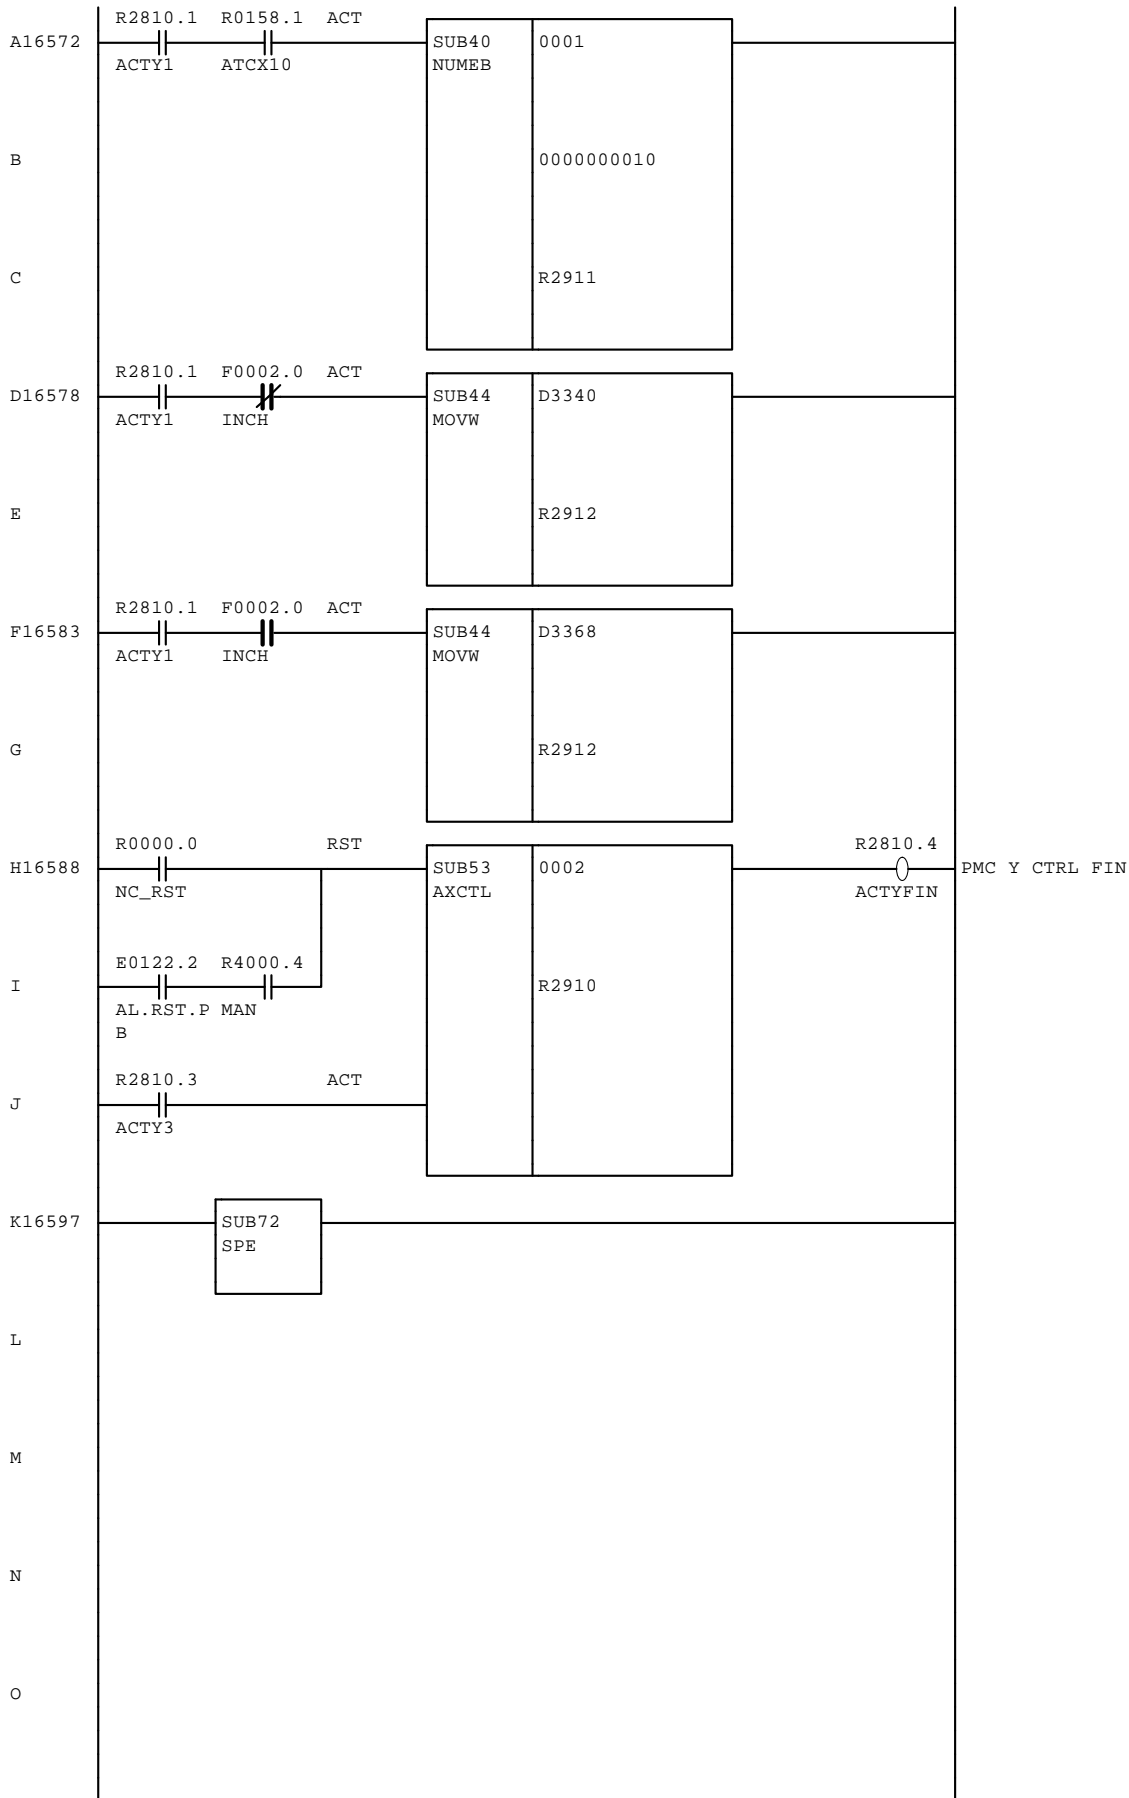 R2810.1 R0158.1 ACT
A16572 SUB40 0001
ACTY1 ATCX10 NUMEB
B 0000000010
C R2911
R2810.1 F0002.0 ACT
D16578 SUB44 D3340
ACTY1 INCH MOVW
E R2912
R2810.1 F0002.0 ACT
F16583 SUB44 D3368
ACTY1 INCH MOVW
G R2912
R0000.0 RST R2810.4
H16588 SUB53 0002 PMC Y CTRL FIN
NC_RST AXCTL ACTYFIN
E0122.2 R4000.4
I R2910
AL.RST.P MAN
B
R2810.3 ACT
J
ACTY3
K16597 SUB72
SPE
L
M
N
O